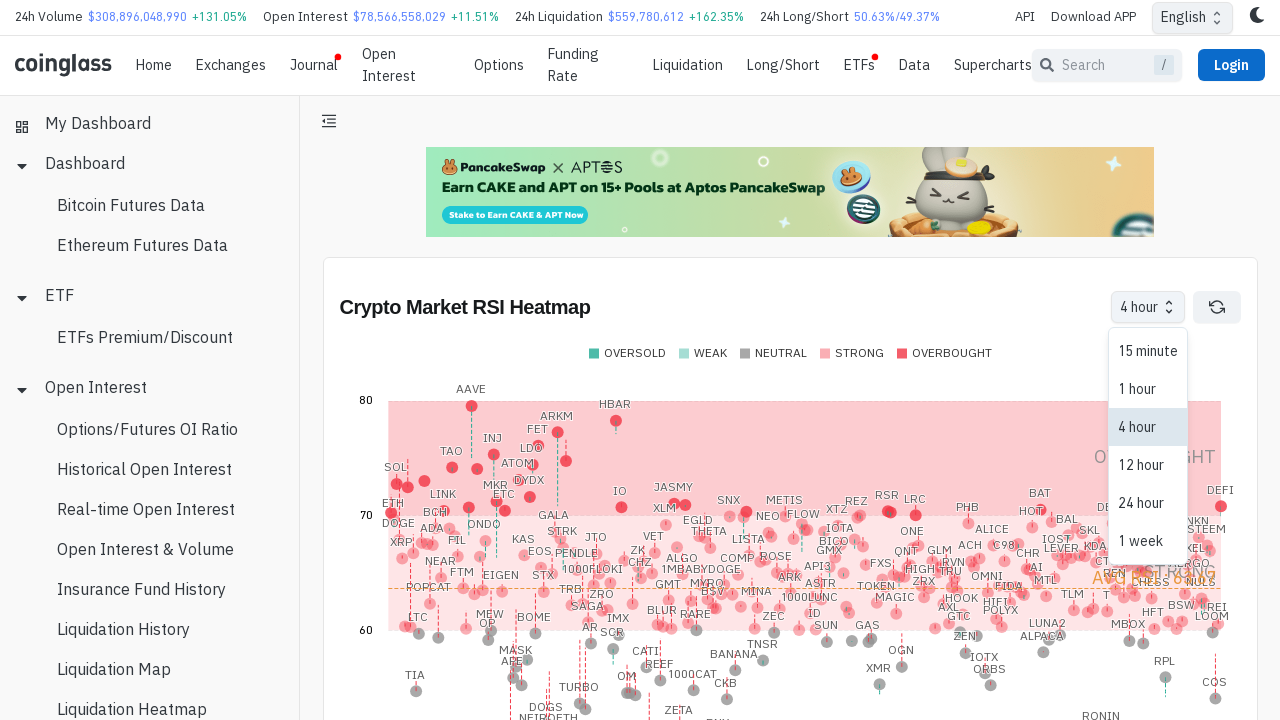 24h Volume $308,896,048,990 +131.05% Open Interest $78,566,558,029 +11.51% 24h Liquidation $559,780,612 +162.35% 24h Long/Short 50.63%/49.37% API Download APP English
coinglass Home Exchanges Journal Open Interest Options Funding Rate Liquidation Long/Short ETFs Data Supercharts Search / Login
My Dashboard
Dashboard
Bitcoin Futures Data
Ethereum Futures Data
ETF
ETFs Premium/Discount
Open Interest
Options/Futures OI Ratio
Historical Open Interest
Real-time Open Interest
Open Interest & Volume
Insurance Fund History
Liquidation History
Liquidation Map
Liquidation Heatmap
PancakeSwap X APTOS
Earn CAKE and APT on 15+ Pools at Aptos PancakeSwap
Stake to Earn CAKE & APT Now
Crypto Market RSI Heatmap
4 hour
15 minute
1 hour
4 hour
12 hour
24 hour
1 week
OVERSOLD WEAK NEUTRAL STRONG OVERBOUGHT
80
70
60
AAVE
HBAR
ARKM
FET
INJ
LDO
TAO
ATOM
SOL
MKR
DYDX
ETC
IO
JASMY
LINK
ETH
BCH
XLM
SNX
METIS
REZ
RSR
LRC
PHB
BAT
DEFI
DOGE
ADA
ONDO
GALA
EGLD
NEO
FLOW
XTZ
HOT
BAL
XRP
FIL
KAS
STRK
JTO
VET
THETA
LISTA
IOTA
BICO
ONE
ALICE
SKL
STEEM
NEAR
EOS
PENDLE
ZK
CHZ
ALGO
COMP
ROSE
GMX
QNT
GLM
ACH
C98
IOST
LEVER
KDA
CHR
FTM
EIGEN
STX
1000FLOKI
1MBABYDOGE
API3
FXS
HIGH
RVN
TRU
OMNI
AI
MTL
POPCAT
TRB
ZRO
GMT
MYRO
BSV
MINA
ARK
ASTR
1000LUNC
TOKEN
MAGIC
ZRX
FIDA
TLM
SAGA
IMX
BLUR
RARE
ZEC
ID
AXL
HOOK
GTC
HIFI
POLYX
HFT
BSW
REI
LOOM
LTC
MEW
OP
BOME
AR
SCR
SUN
GAS
ZEN
LUNA2
ALPACA
MBOX
MASK
CATI
REEF
BANANA
TNSR
OGN
IOTX
ORBS
XMR
RPL
COS
TIA
OM
1000CAT
CKB
TURBO
DOGS
ZETA
RONIN